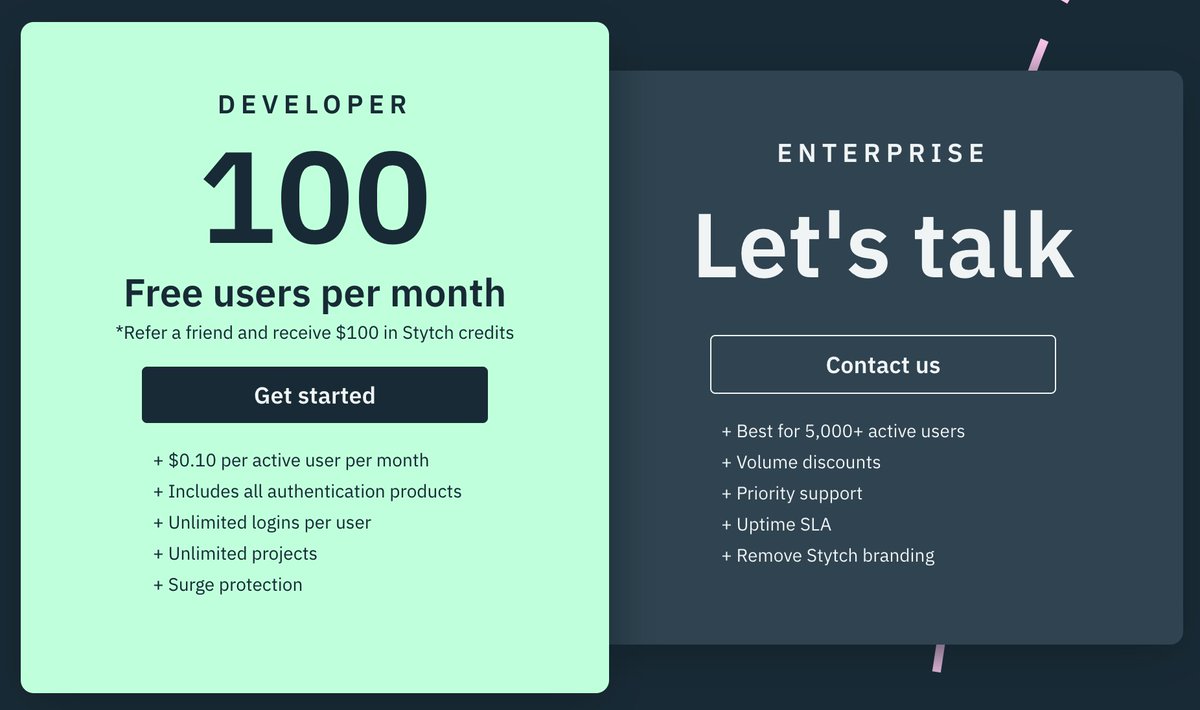 DEVELOPER
100
Free users per month
*Refer a friend and receive $100 in Stytch credits
Get started
+ $0.10 per active user per month
+ Includes all authentication products
+ Unlimited logins per user
+ Unlimited projects
+ Surge protection
ENTERPRISE
Let's talk
Contact us
+ Best for 5,000+ active users
+ Volume discounts
+ Priority support
+ Uptime SLA
+ Remove Stytch branding